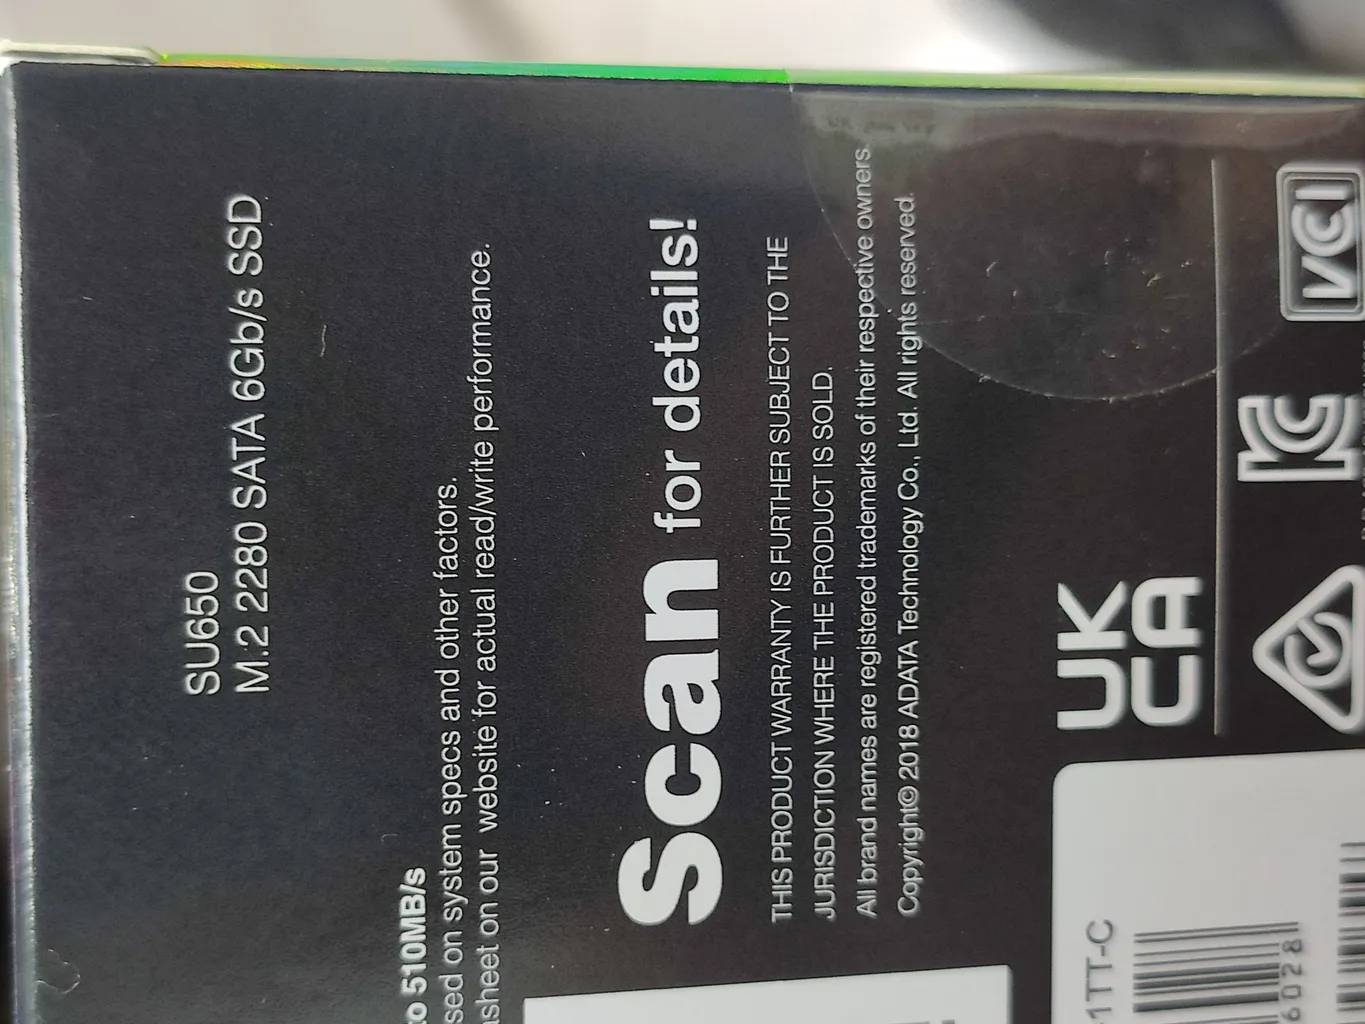 SU650
M.2 2280 SATA 6Gb/s SSD
to 510MB/s
sed on system specs and other factors.
asheet on our website for actual read/write performance.
Scan for details!
THIS PRODUCT WARRANTY IS FURTHER SUBJECT TO THE
JURISDICTION WHERE THE PRODUCT IS SOLD.
All brand names are registered trademarks of their respective owners.
Copyright© 2018 ADATA Technology Co., Ltd. All rights reserved.
UK
CA
VCI
1TT-C
6028